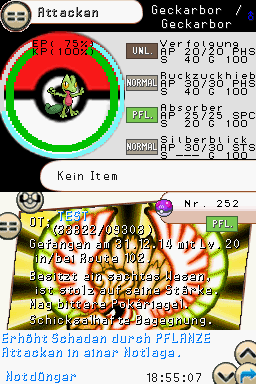 Attacken
Geckarbor /♂
Geckarbor
EP( 75%)
KP(100%)
UNL. Verfolgung
AP 20/20 PHS
S 40 G 100
NORMAL Ruckzuckhieb
AP 30/30 PHS
S 40 G 100
PFL. Absorber
AP 25/25 SPC
S 20 G 100
NORMAL Silberblick
AP 30/30 STS
S --- G 100
Kein Item
Nr. 252
OT: TEST
PFL.
(23822/09303)
Gefangen am 31.12.14 mit Lv. 20
in/bei Route 102.
Besitzt ein sachtes Wesen,
ist stolz auf seine Stärke.
Mag bittere Pokériegel.
Schicksalhafte Begegnung.
Erhöht Schaden durch PFLANZE
Attacken in einer Notlage.
Notdünger
18:55:07